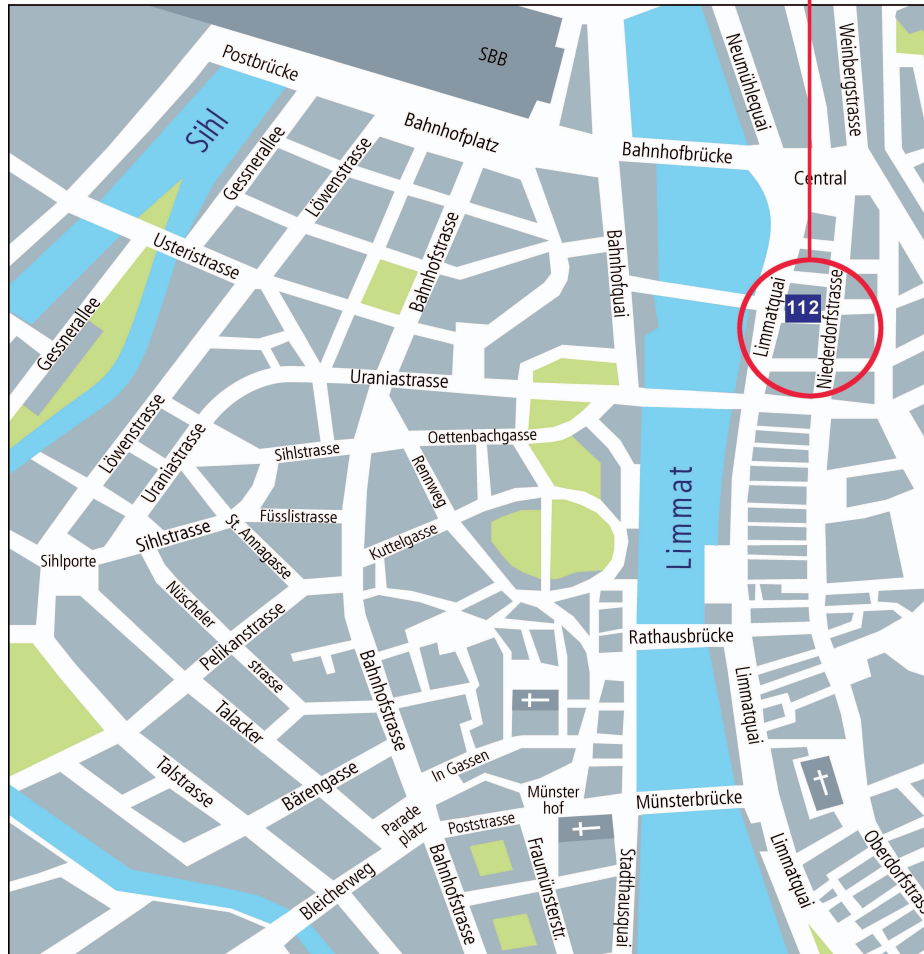 SBB
Postbrücke
Neumühlequai
Weinbergstrasse
Sihl
Bahnhofplatz
Bahnhofbrücke
Gessnerallee
Löwenstrasse
Central
Usteristrasse
Bahnhofstrasse
Bahnhofquai
Limmatquai
112
Niederdorfstrasse
Gessnerallee
Uraniastrasse
Löwenstrasse
Uraniastrasse
Sihlstrasse
Oettenbachgasse
Rennweg
Limmat
Füsslistrasse
Sihlstrasse
St. Annagasse
Kuttelgasse
Sihlporte
Nüscheler
strasse
Pelikanstrasse
Rathausbrücke
Bahnhofstrasse
Limmatquai
Talacker
Talstrasse
Bärengasse
In Gassen
Münster
hof
Münsterbrücke
Parade
platz
Poststrasse
Bleicherweg
Bahnhofstrasse
Fraumünsterstr.
Stadthausquai
Limmatquai
Oberdorfstrass